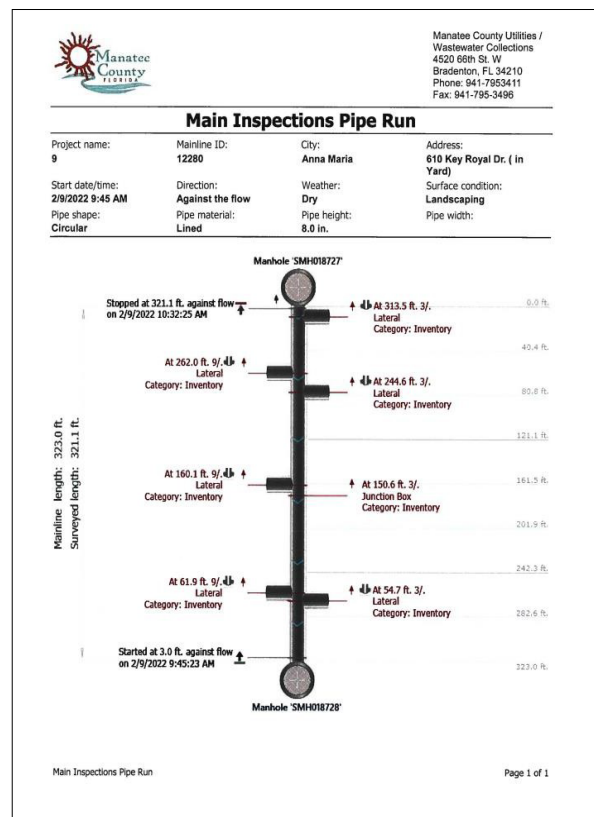 Manatee
County
FLORIDA
Manatee County Utilities /
Wastewater Collections
4520 66th St. W
Bradenton, FL 34210
Phone: 941-7953411
Fax: 941-795-3496
Main Inspections Pipe Run
Project name:
9
Mainline ID:
12280
City:
Anna Maria
Address:
610 Key Royal Dr. ( in
Yard)
Start date/time:
2/9/2022 9:45 AM
Direction:
Against the flow
Weather:
Dry
Surface condition:
Landscaping
Pipe shape:
Circular
Pipe material:
Lined
Pipe height:
8.0 in.
Pipe width:
Manhole 'SMH018727'
Stopped at 321.1 ft. against flow
on 2/9/2022 10:32:25 AM
At 313.5 ft. 3/.
Lateral
Category: Inventory
0.0 ft.
40.4 ft.
At 262.0 ft. 9/.
Lateral
Category: Inventory
At 244.6 ft. 3/.
Lateral
Category: Inventory
80.8 ft.
121.1 ft.
Mainline length: 323.0 ft.
Surveyed length: 321.1 ft.
At 160.1 ft. 9/.
Lateral
Category: Inventory
At 150.6 ft. 3/.
Junction Box
Category: Inventory
161.5 ft.
201.9 ft.
242.3 ft.
At 61.9 ft. 9/.
Lateral
Category: Inventory
At 54.7 ft. 3/.
Lateral
Category: Inventory
282.6 ft.
Started at 3.0 ft. against flow
on 2/9/2022 9:45:23 AM
323.0 ft.
Manhole 'SMH018728'
Main Inspections Pipe Run
Page 1 of 1